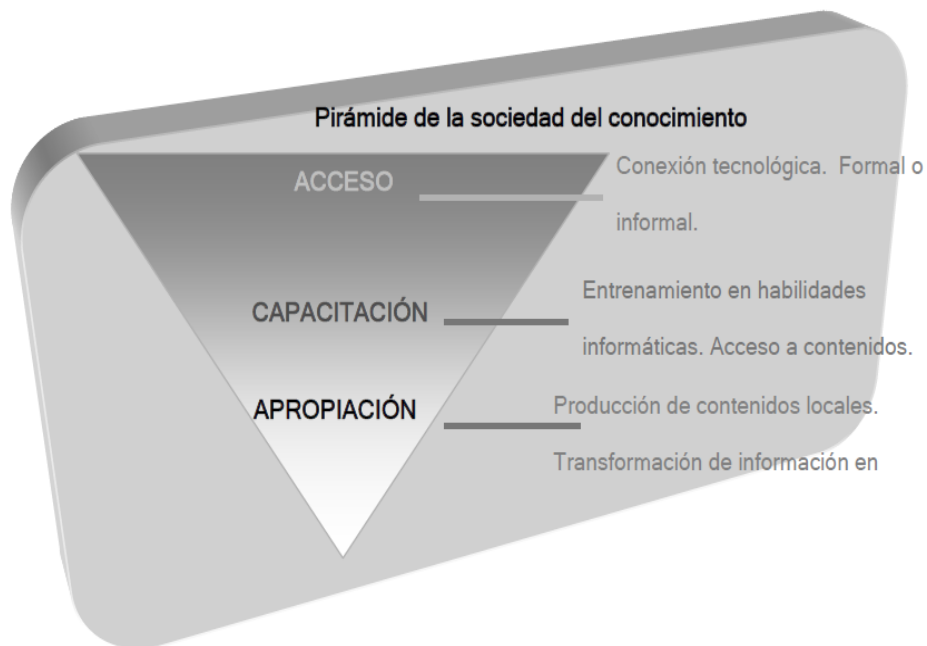 Pirámide de la sociedad del conocimiento
ACCESO
Conexión tecnológica. Formal o
informal.
CAPACITACIÓN
Entrenamiento en habilidades
informáticas. Acceso a contenidos.
APROPIACIÓN
Producción de contenidos locales.
Transformación de información en